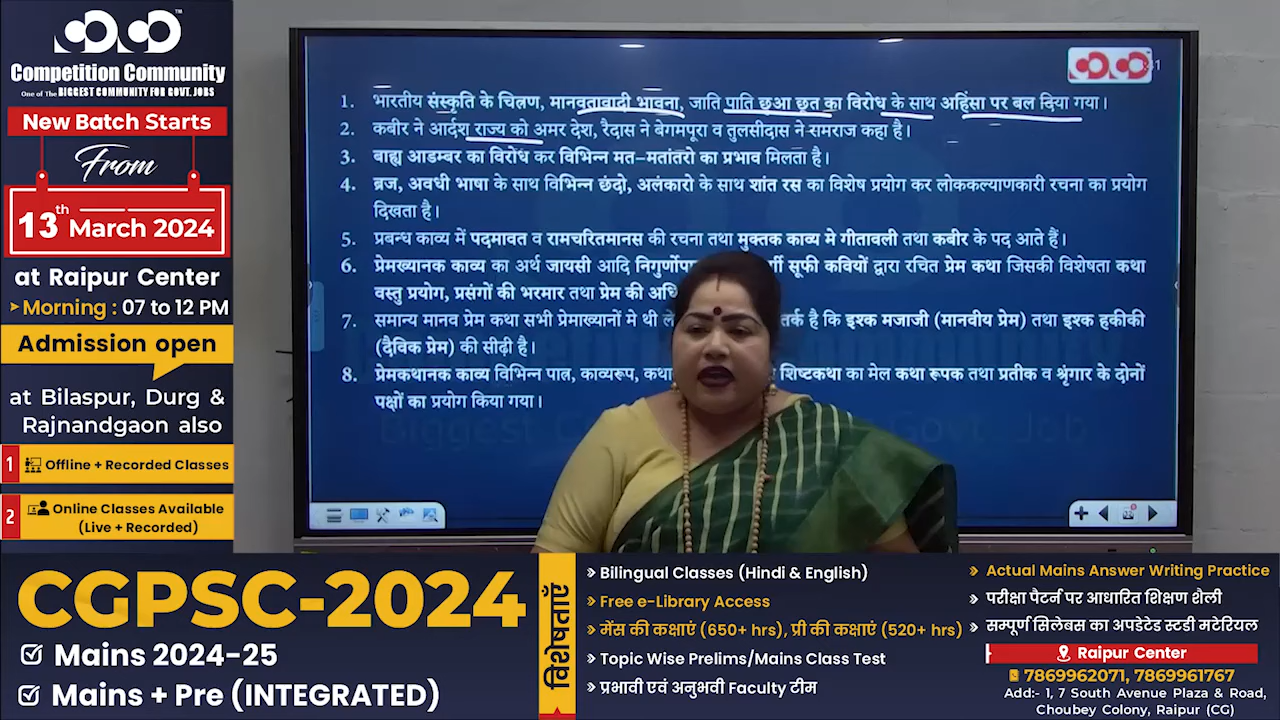 TM
Competition Community
One of The BIGGEST COMMUNITY FOR GOVT. JOBS
New Batch Starts
From
13th March 2024
at Raipur Center
Morning : 07 to 12 PM
Admission open
at Bilaspur, Durg &
Rajnandgaon also
1 Offline + Recorded Classes
2 Online Classes Available
(Live + Recorded)
1. भारतीय संस्कृति के चित्रण, मानवतावादी भावना, जाति पाति छुआ छूत का विरोध के साथ अहिंसा पर बल दिया गया।
2. कबीर ने आर्दश राज्य को अमर देश, रैदास ने बेगमपूरा व तुलसीदास ने रामराज कहा है।
3. बाह्य आडम्बर का विरोध कर विभिन्न मत–मतांतरो का प्रभाव मिलता है।
4. ब्रज, अवधी भाषा के साथ विभिन्न छंदो, अलंकारो के साथ शांत रस का विशेष प्रयोग कर लोककल्याणकारी रचना का प्रयोग
दिखता है।
5. प्रबन्ध काव्य में पदमावत व रामचरितमानस की रचना तथा मुक्तक काव्य मे गीतावली तथा कबीर के पद आते हैं।
6. प्रेमख्यानक काव्य का अर्थ जायसी आदि सूफी कवियों द्वारा रचित प्रेम कथा जिसकी विशेषता कथा
वस्तु प्रयोग, प्रसंगों की भरमार तथा प्रेम की
7. समान्य मानव प्रेम कथा सभी प्रेमाख्यानों मे थी तर्क है कि इश्क मजाजी (मानवीय प्रेम) तथा इश्क हकीकी
(दैविक प्रेम) की सीढ़ी है।
8. प्रेमकथानक काव्य विभिन्न पात्र, काव्यरूप, शिष्टकथा का मेल कथा रूपक तथा प्रतीक व श्रृंगार के दोनों
पक्षों का प्रयोग किया गया।
CGPSC-2024
Mains 2024-25
Mains + Pre (INTEGRATED)
विशेषताएँ
Bilingual Classes (Hindi & English)
Free e-Library Access
मेंस की कक्षाएं (650+ hrs), प्री की कक्षाएं (520+ hrs)
Topic Wise Prelims/Mains Class Test
प्रभावी एवं अनुभवी Faculty टीम
Actual Mains Answer Writing Practice
परीक्षा पैटर्न पर आधारित शिक्षण शैली
सम्पूर्ण सिलेबस का अपडेटेड स्टडी मटेरियल
Raipur Center
7869962071, 7869961767
Add:- 1, 7 South Avenue Plaza & Road,
Choubey Colony, Raipur (CG)